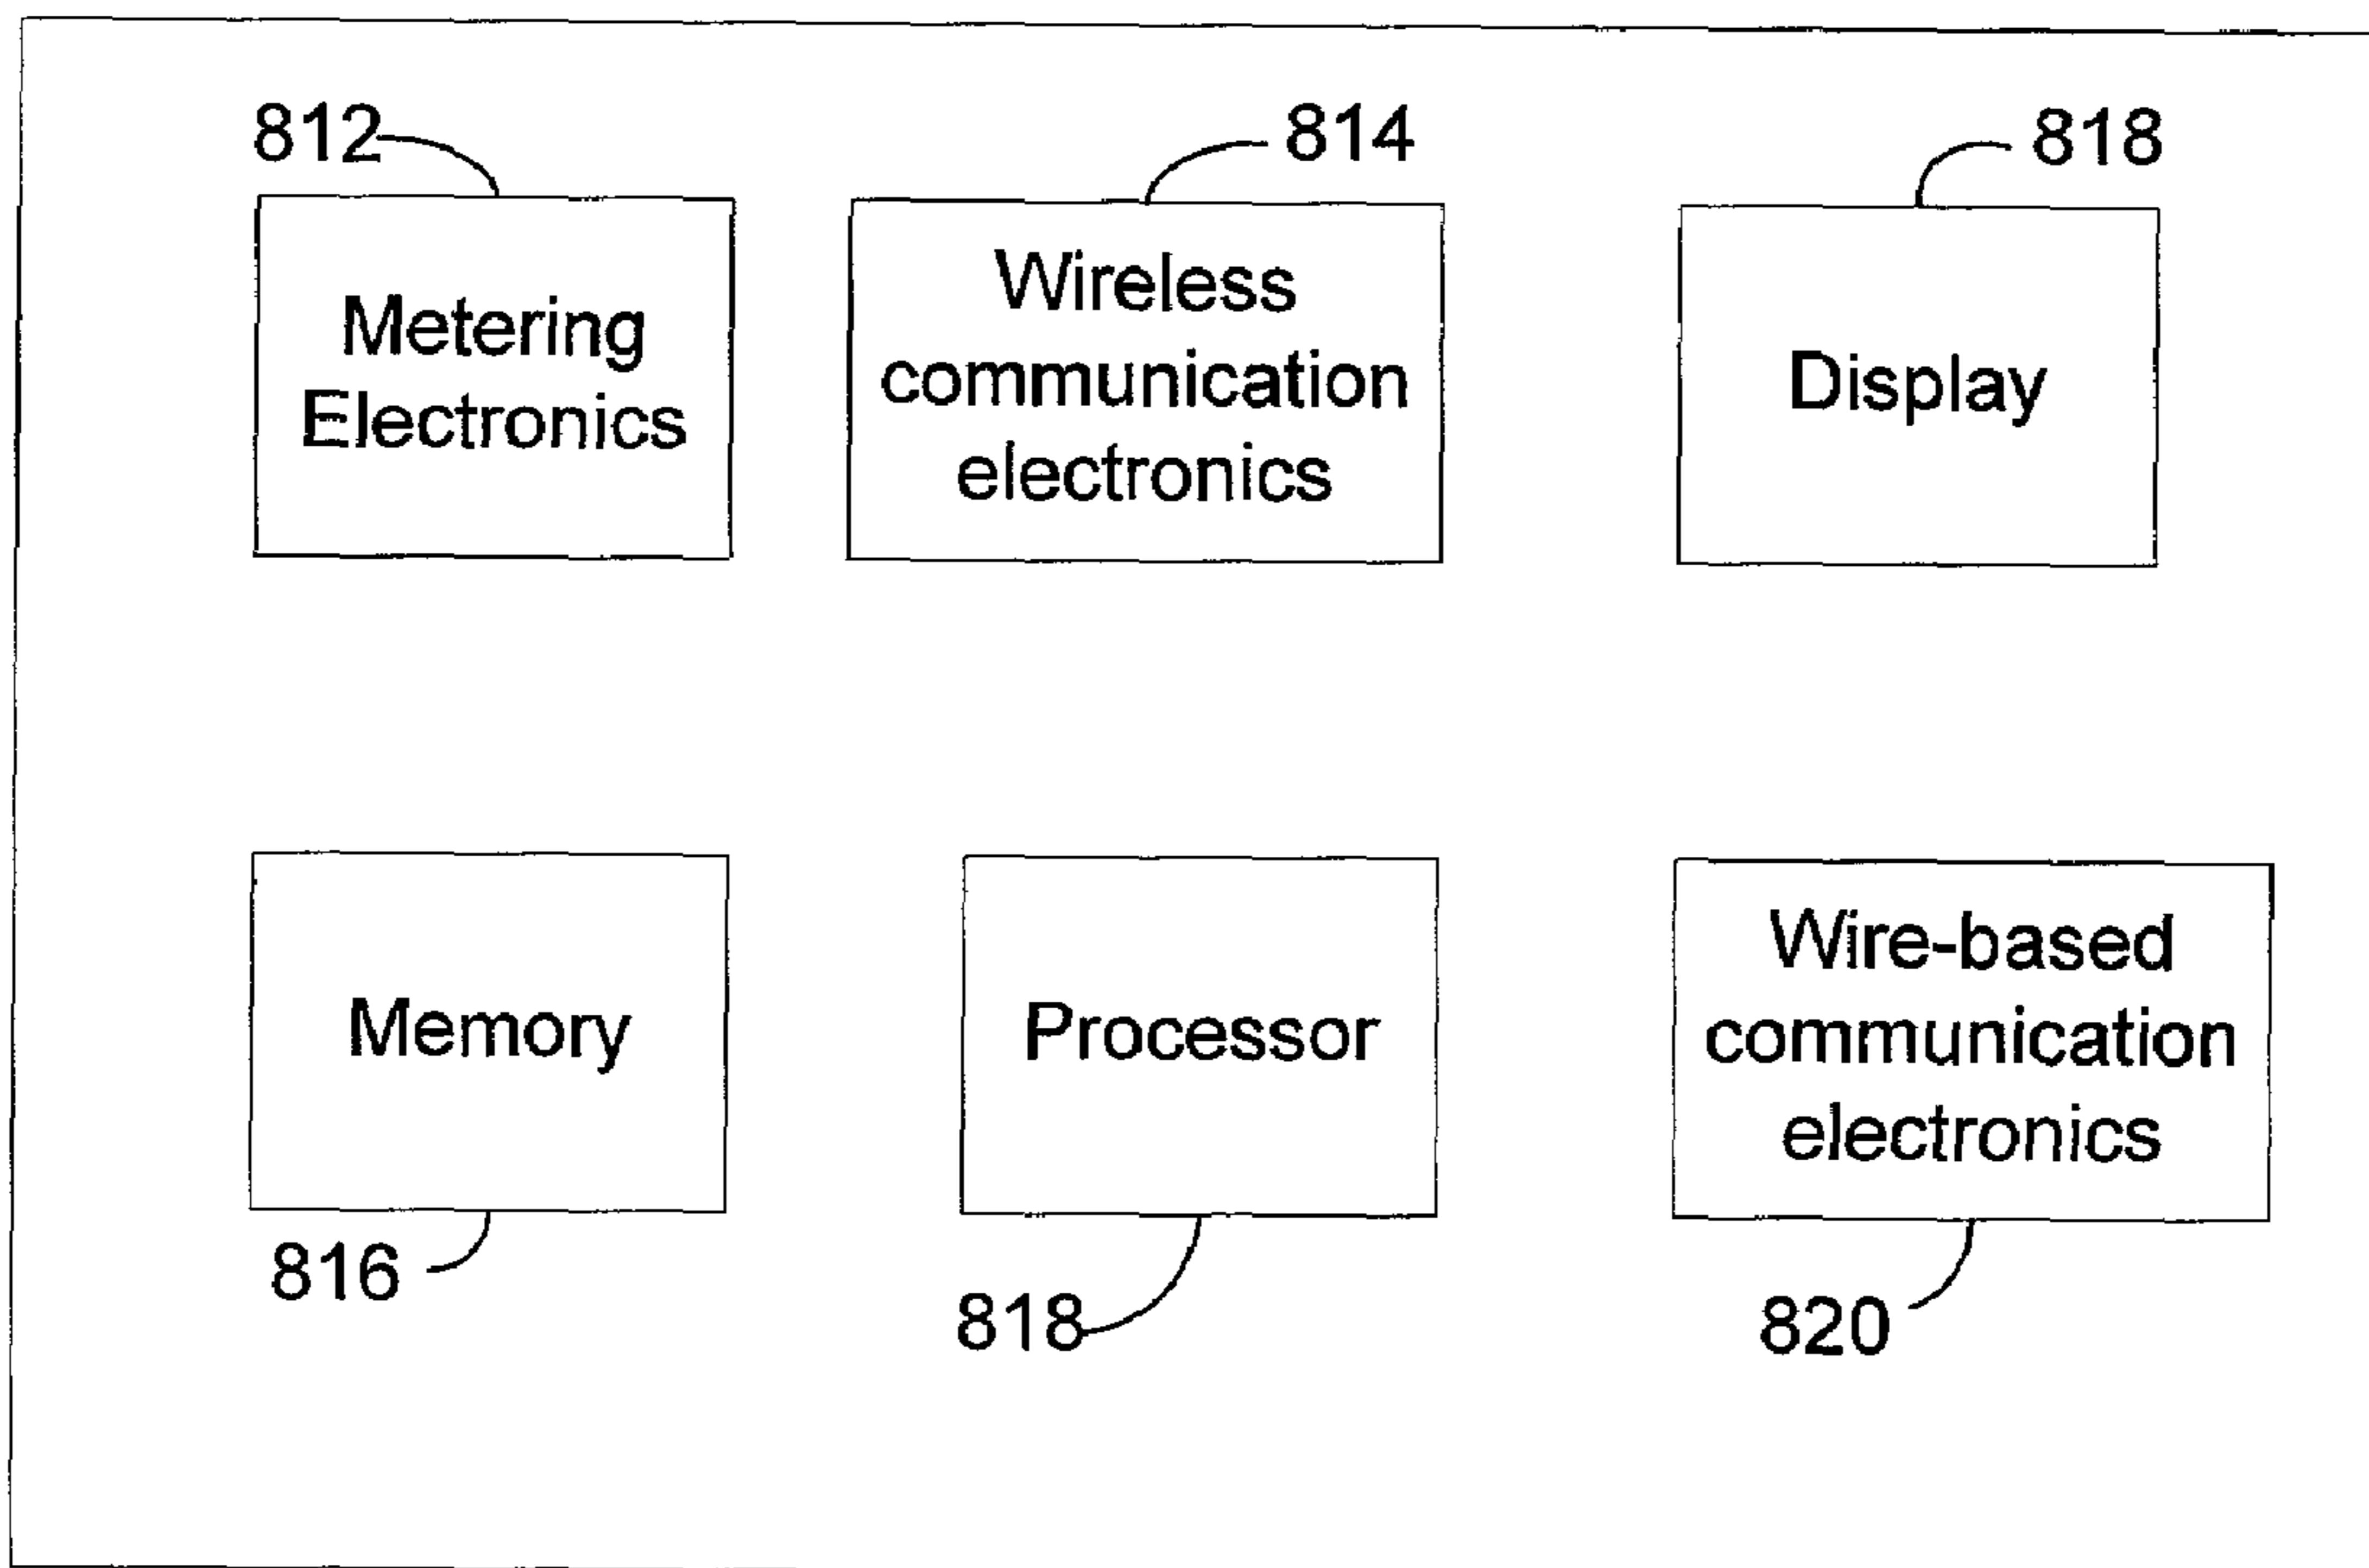 812
814
818
Metering
Electronics
Wireless
communication
electronics
Display
Memory
Processor
Wire-based
communication
electronics
816
818
820